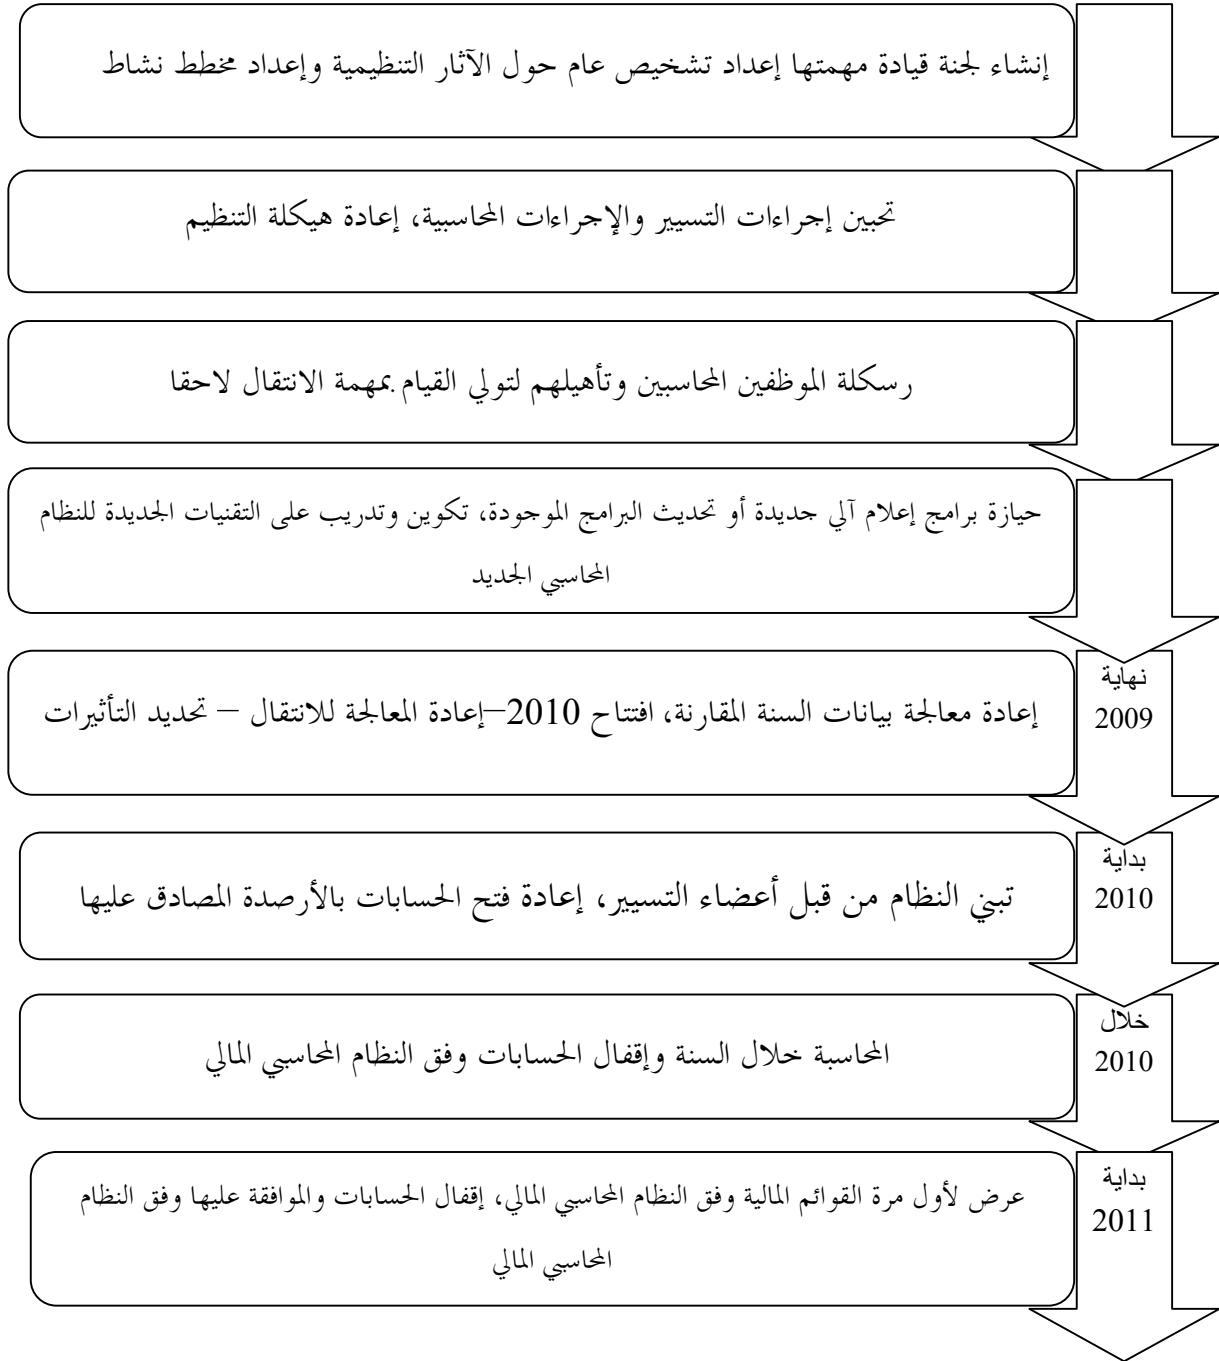 إنشاء لجنة قيادة مهمتها إعداد تشخيص عام حول الآثار التنظيمية وإعداد مخطط نشاط
تحيين إجراءات التسيير والإجراءات المحاسبية، إعادة هيكلة التنظيم
رسكلة الموظفين المحاسبين وتأهيلهم لتولي القيام بمهمة الانتقال لاحقا
حيازة برامج إعلام آلي جديدة أو تحديث البرامج الموجودة، تكوين وتدريب على التقنيات الجديدة للنظام
المحاسبي الجديد
نهاية
2009
إعادة معالجة بيانات السنة المقارنة، افتتاح 2010–إعادة المعالجة للانتقال – تحديد التأثيرات
بداية
2010
تبني النظام من قبل أعضاء التسيير، إعادة فتح الحسابات بالأرصدة المصادق عليها
خلال
2010
المحاسبة خلال السنة وإقفال الحسابات وفق النظام المحاسبي المالي
بداية
2011
عرض لأول مرة القوائم المالية وفق النظام المحاسبي المالي، إقفال الحسابات والموافقة عليها وفق النظام
المحاسبي المالي